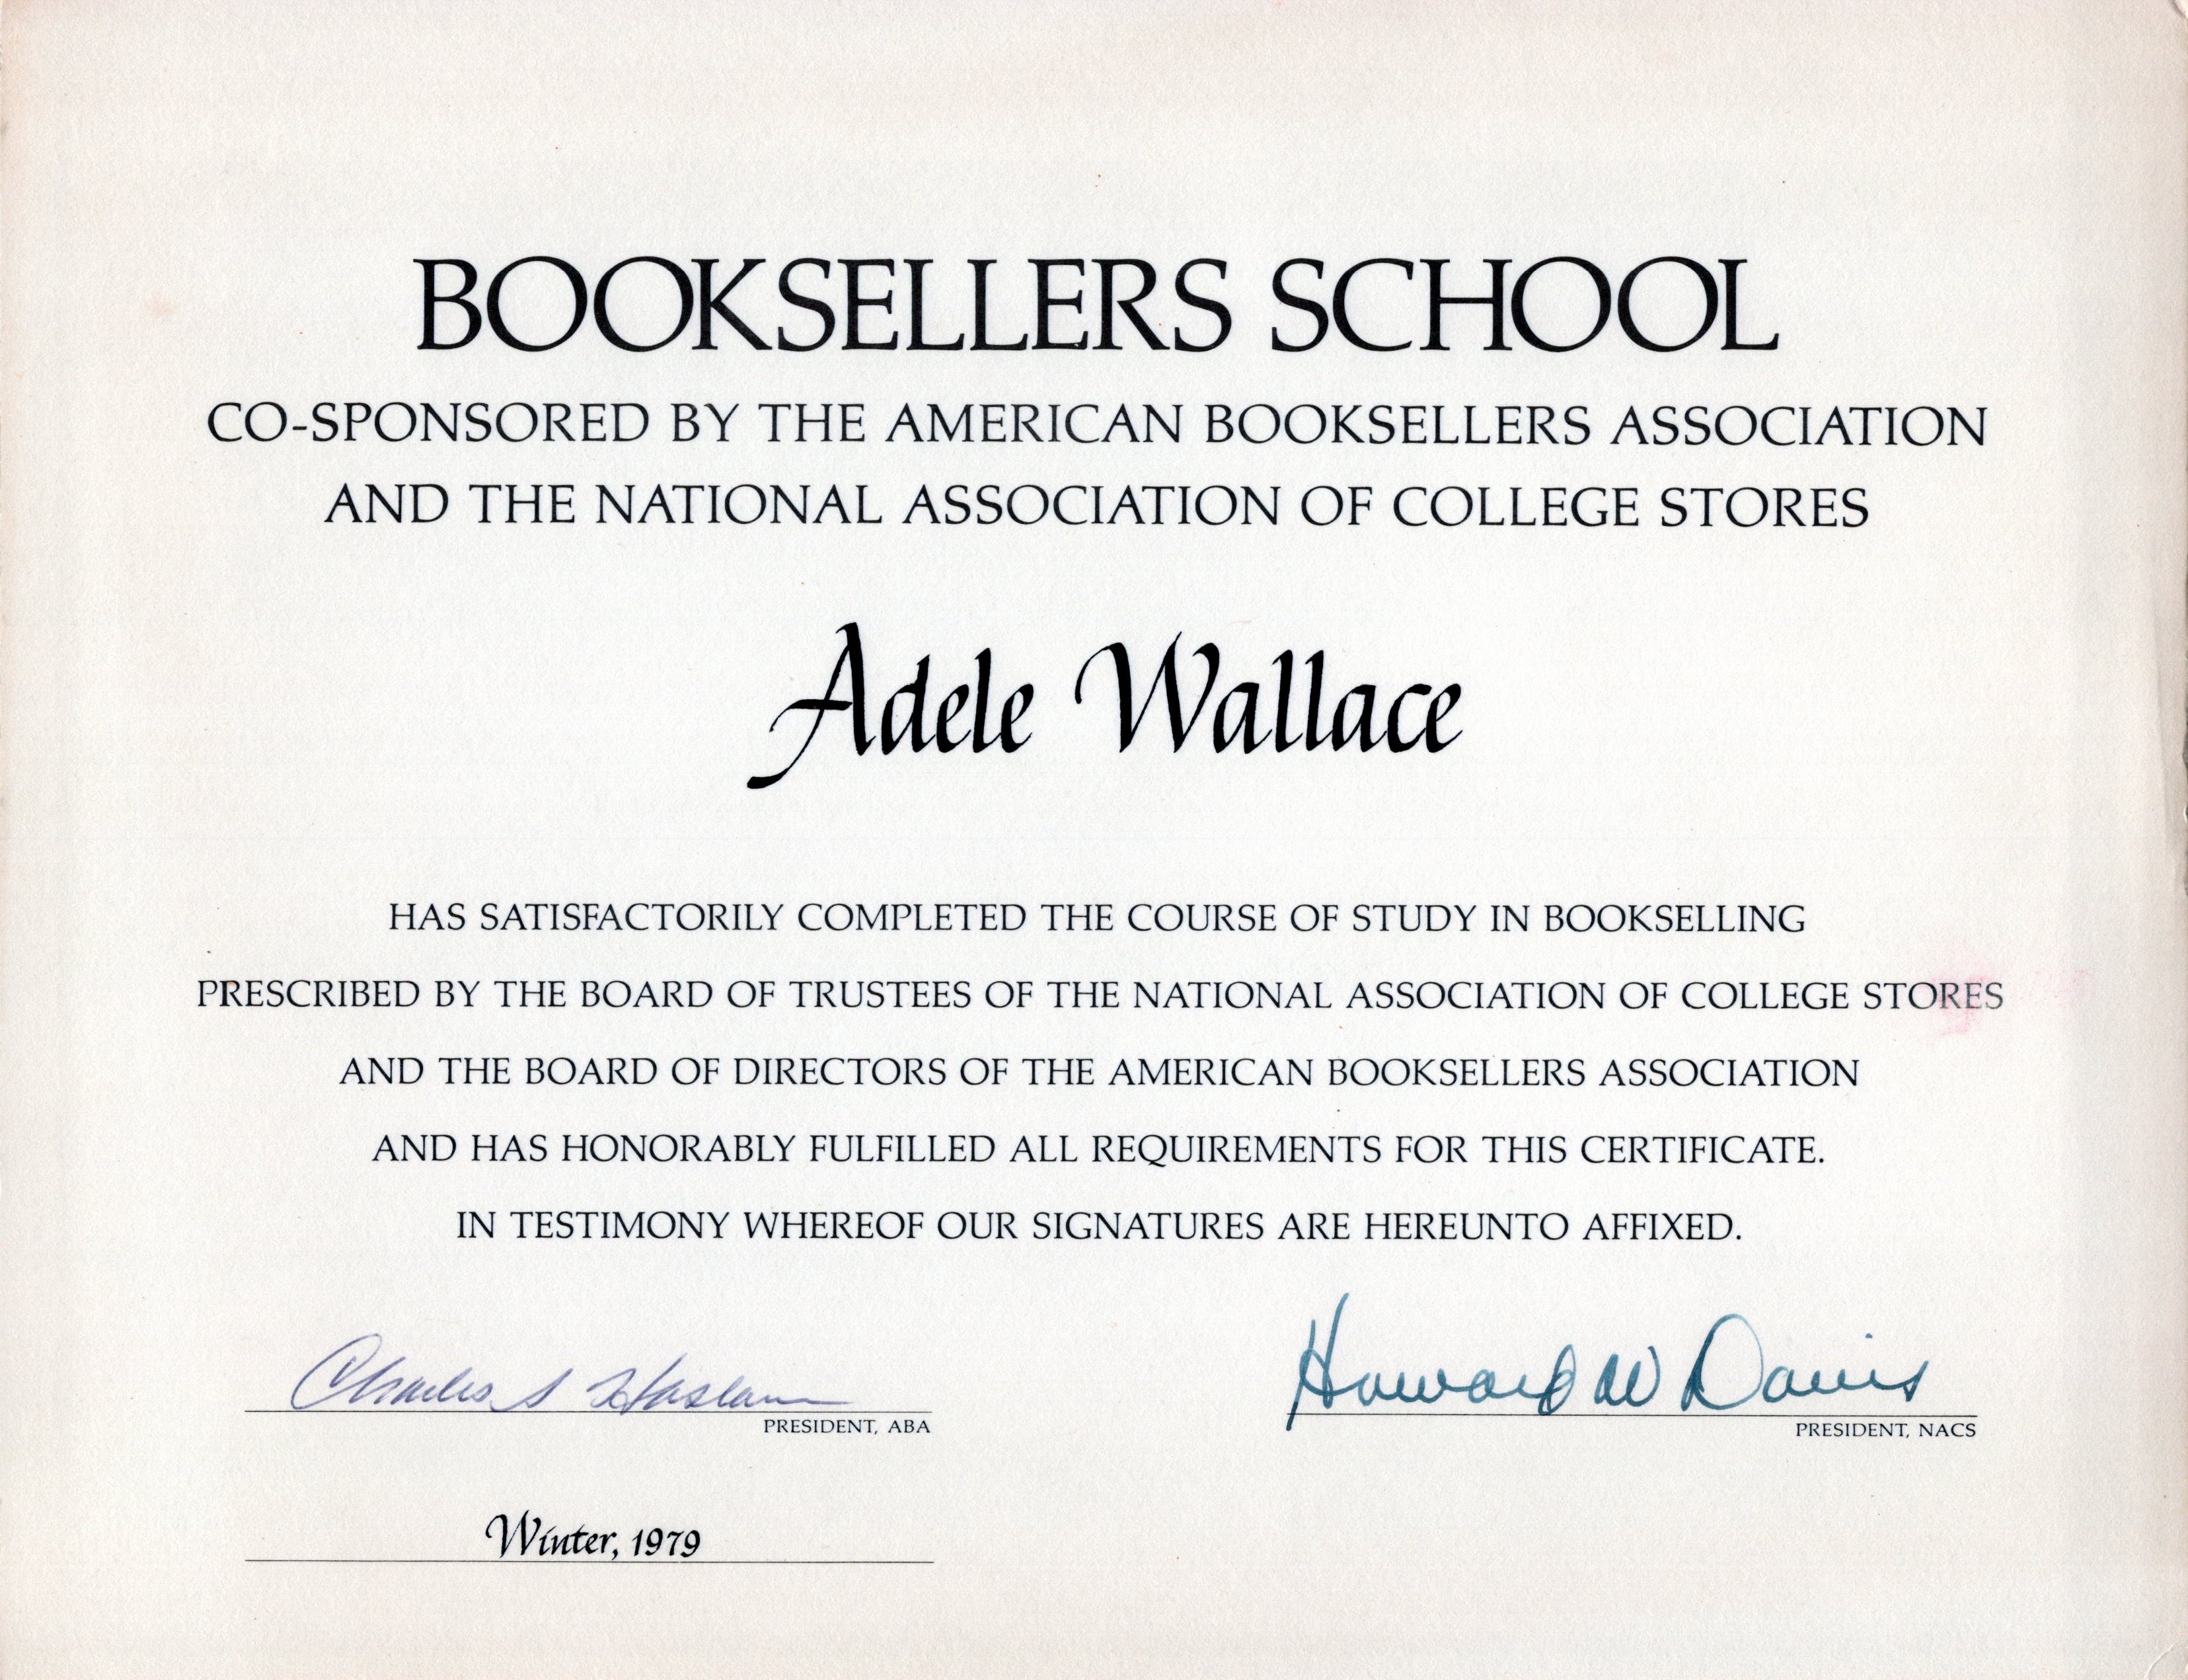 BOOKSELLERS SCHOOL
CO-SPONSORED BY THE AMERICAN BOOKSELLERS ASSOCIATION
AND THE NATIONAL ASSOCIATION OF COLLEGE STORES
Adele Wallace
HAS SATISFACTORILY COMPLETED THE COURSE OF STUDY IN BOOKSELLING
PRESCRIBED BY THE BOARD OF TRUSTEES OF THE NATIONAL ASSOCIATION OF COLLEGE STORES
AND THE BOARD OF DIRECTORS OF THE AMERICAN BOOKSELLERS ASSOCIATION
AND HAS HONORABLY FULFILLED ALL REQUIREMENTS FOR THIS CERTIFICATE.
IN TESTIMONY WHEREOF OUR SIGNATURES ARE HEREUNTO AFFIXED.
Charles S Haslam
PRESIDENT, ABA
Howard W Davis
PRESIDENT, NACS
Winter, 1979